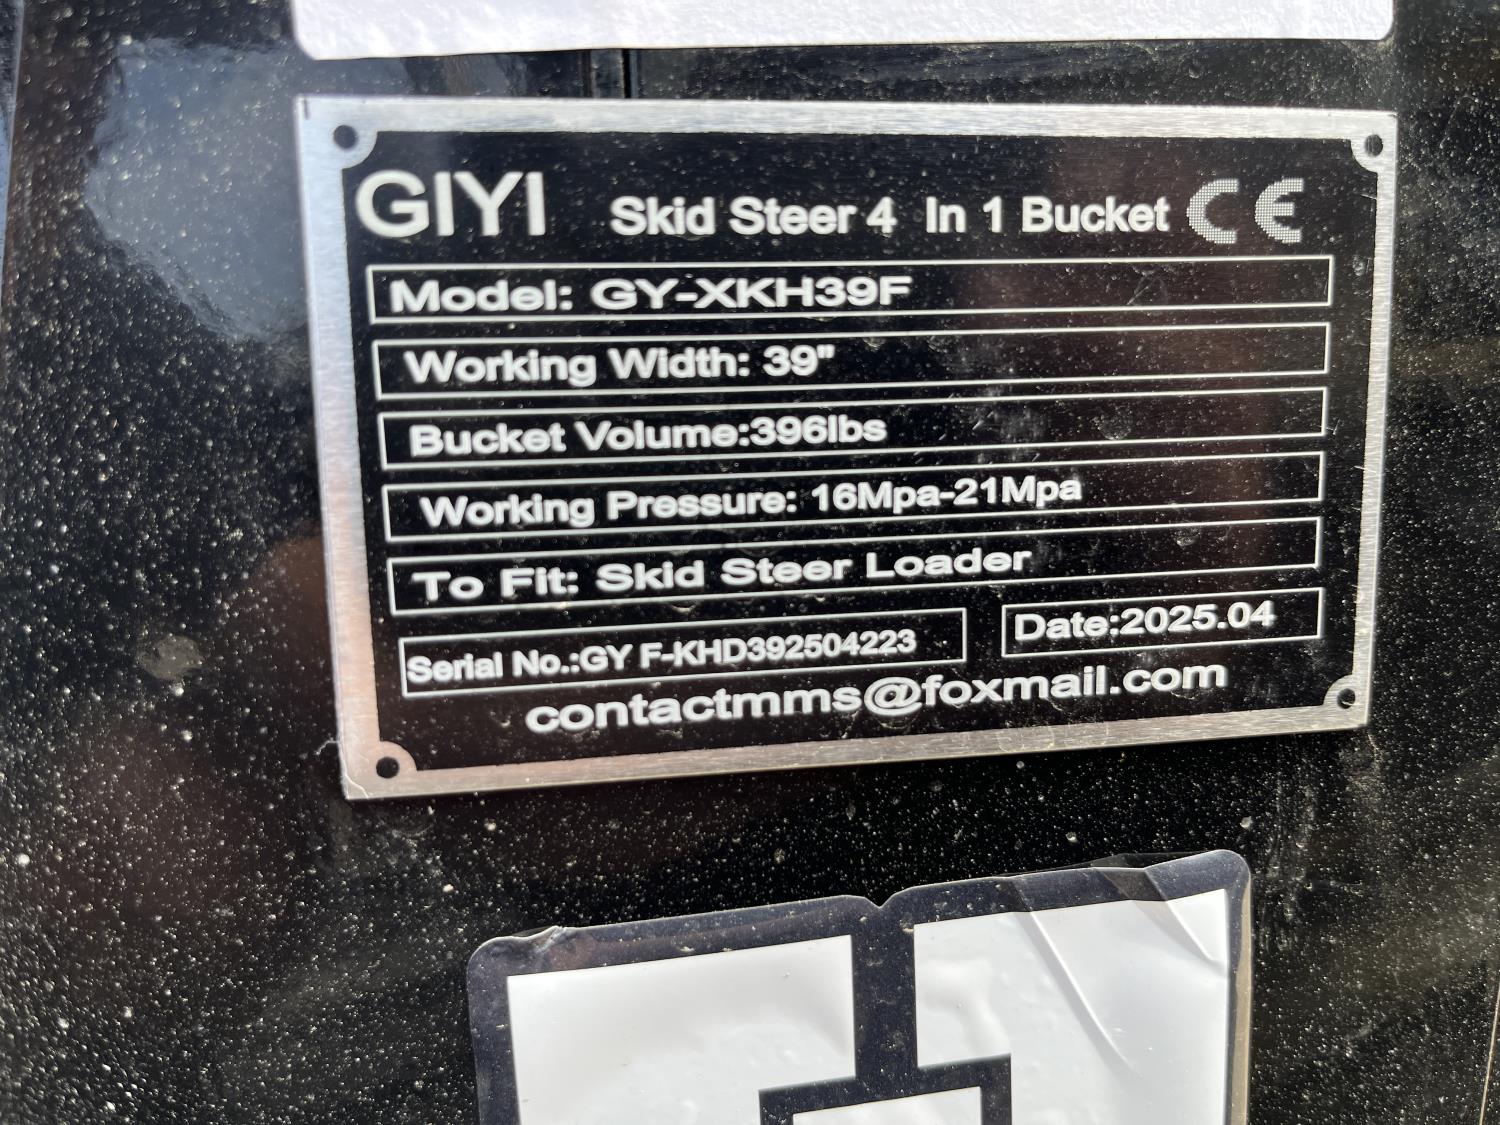 GIYI Skid Steer 4 In 1 Bucket CE
Model: GY-XKH39F
Working Width: 39"
Bucket Volume:396lbs
Working Pressure: 16Mpa-21Mpa
To Fit: Skid Steer Loader
Serial No.:GY F-KHD392504223 Date:2025.04
contactmms@foxmail.com